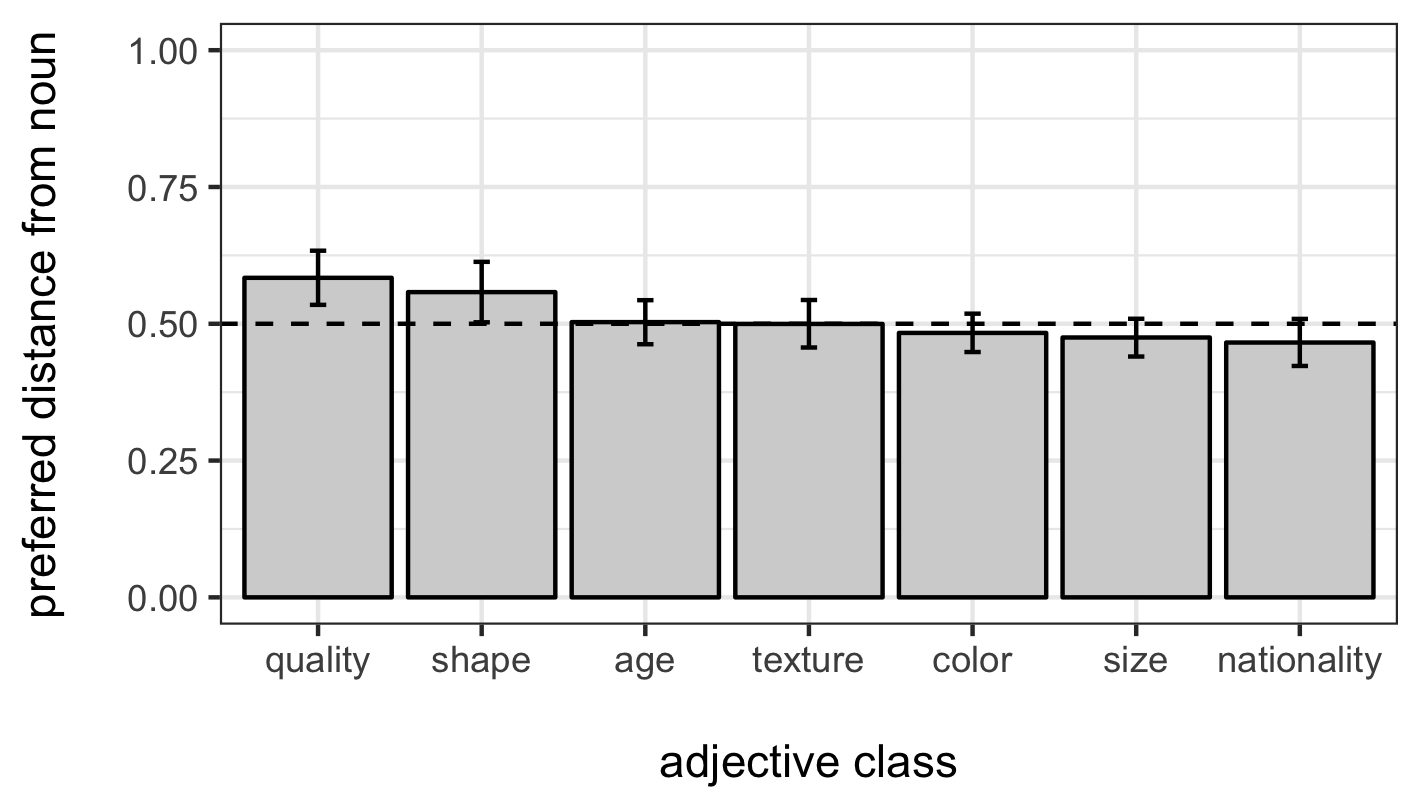 preferred distance from noun
1.00
0.75
0.50
0.25
0.00
quality shape age texture color size nationality
adjective class